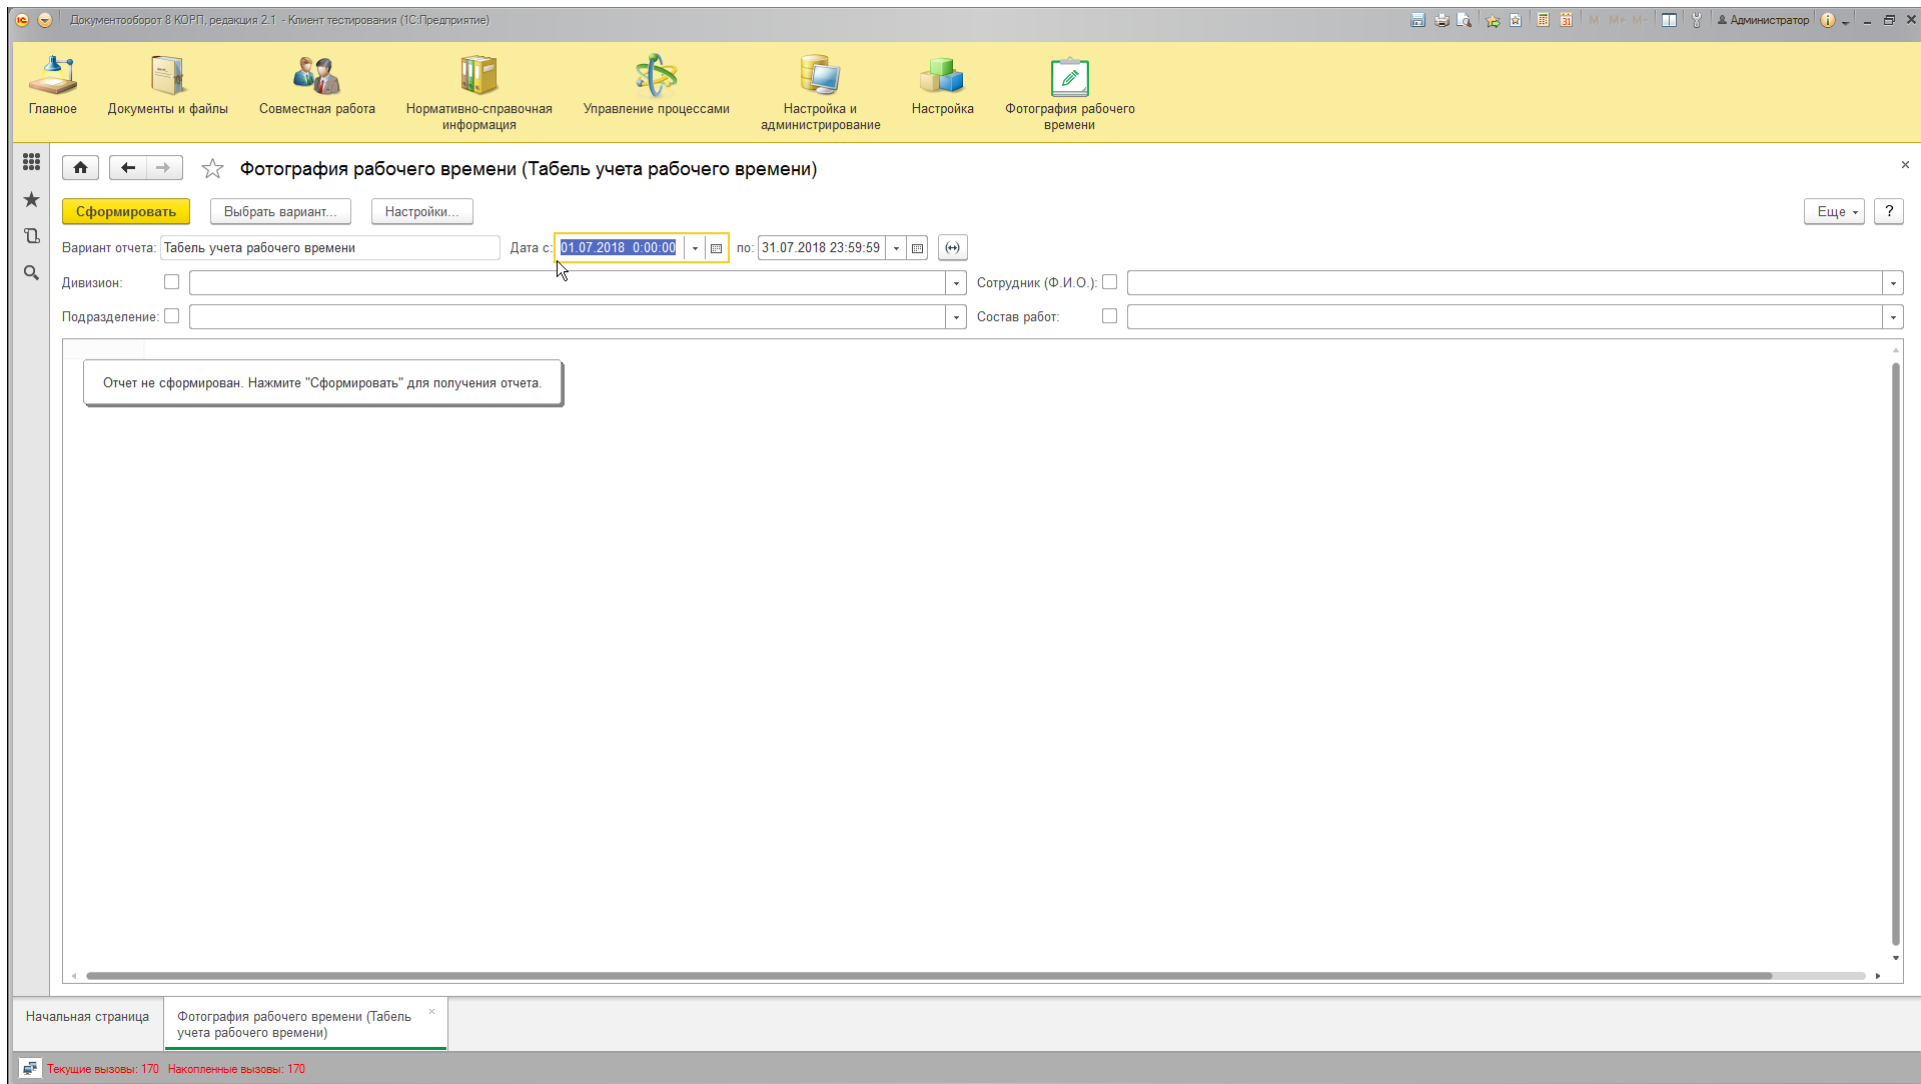 Документооборот 8 КОРП, редакция 2.1 - Клиент тестирования (1С:Предприятие)
M M+ M-
Администратор
Главное
Документы и файлы
Совместная работа
Нормативно-справочная
информация
Управление процессами
Настройка и
администрирование
Настройка
Фотография рабочего
времени
Фотография рабочего времени (Табель учета рабочего времени)
Сформировать
Выбрать вариант...
Настройки...
Еще
?
Вариант отчета: Табель учета рабочего времени
Дата с: 01.07.2018 0:00:00
по: 31.07.2018 23:59:59
Дивизион:
Сотрудник (Ф.И.О.):
Подразделение:
Состав работ:
Отчет не сформирован. Нажмите "Сформировать" для получения отчета.
Начальная страница
Фотография рабочего времени (Табель
учета рабочего времени)
Текущие вызовы: 170 Накопленные вызовы: 170